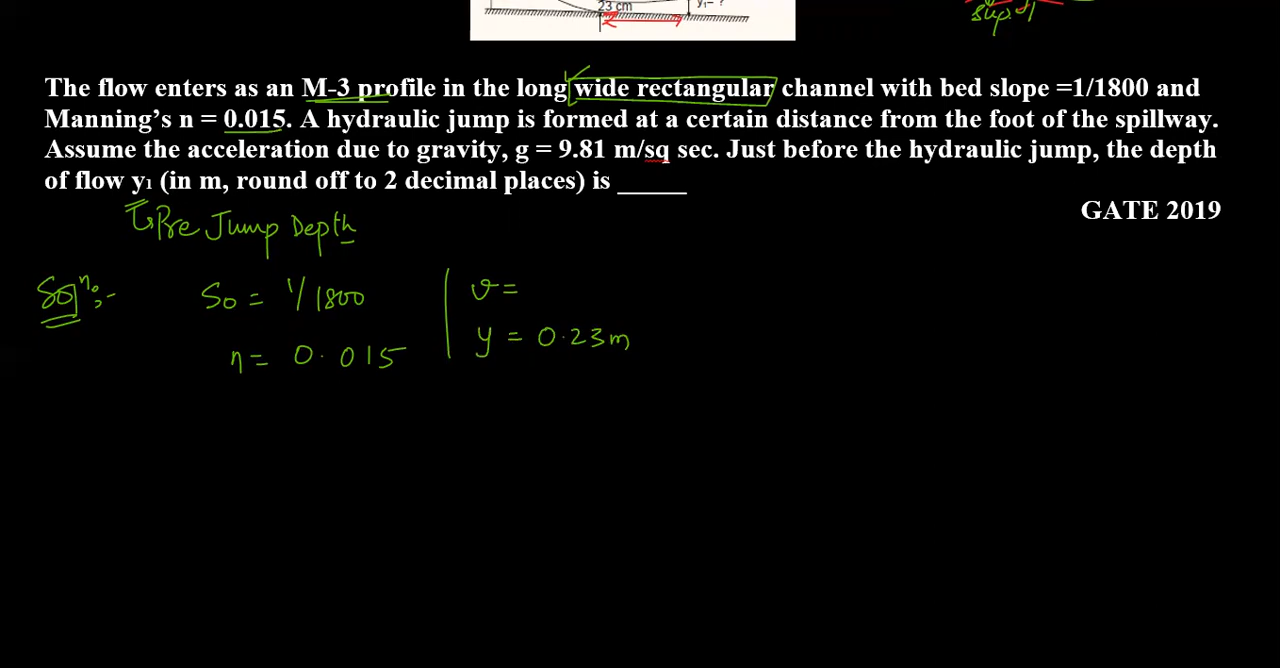 23 cm
y₁= ?
sup. fl
The flow enters as an M-3 profile in the long wide rectangular channel with bed slope =1/1800 and
Manning’s n = 0.015. A hydraulic jump is formed at a certain distance from the foot of the spillway.
Assume the acceleration due to gravity, g = 9.81 m/sq sec. Just before the hydraulic jump, the depth
of flow y₁ (in m, round off to 2 decimal places) is _____
GATE 2019
Pre Jump Depth
Solⁿ:- S₀ = 1/1800
v =
n = 0.015
y = 0.23m